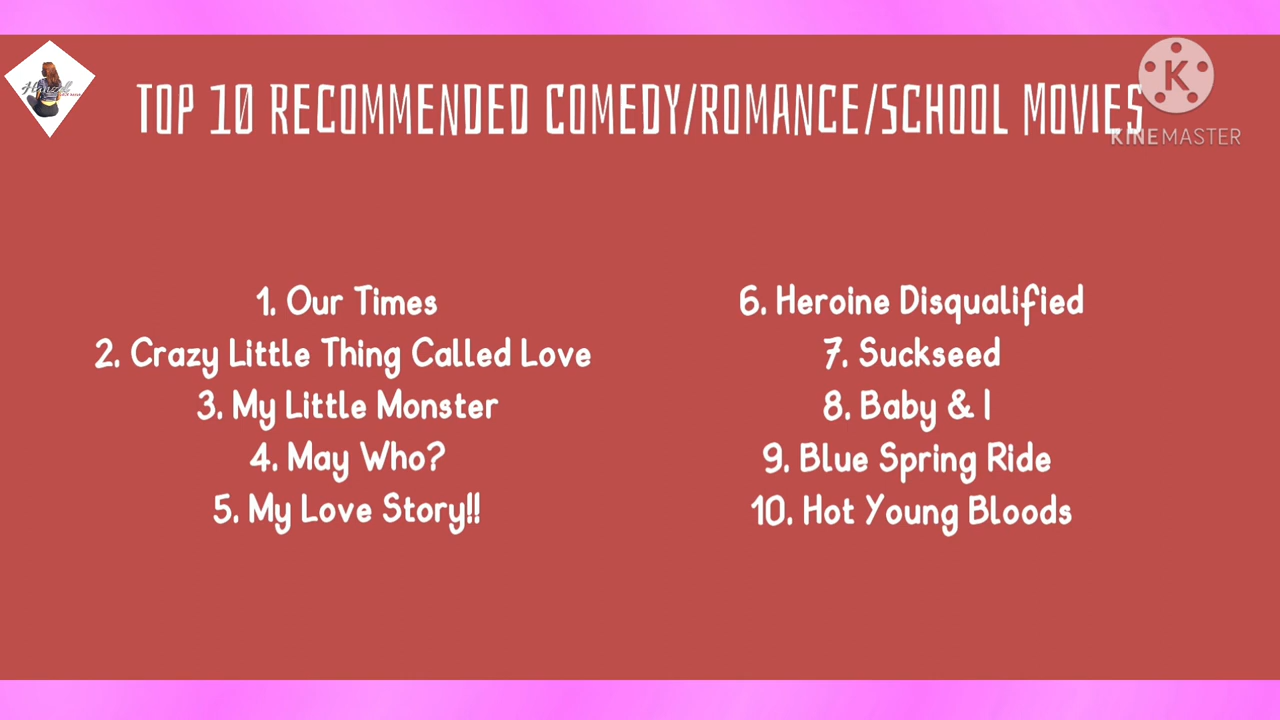 TOP 10 RECOMMENDED COMEDY/ROMANCE/SCHOOL MOVIES
K
KINEMASTER
1. Our Times
2. Crazy Little Thing Called Love
3. My Little Monster
4. May Who?
5. My Love Story!!
6. Heroine Disqualified
7. Suckseed
8. Baby & I
9. Blue Spring Ride
10. Hot Young Bloods